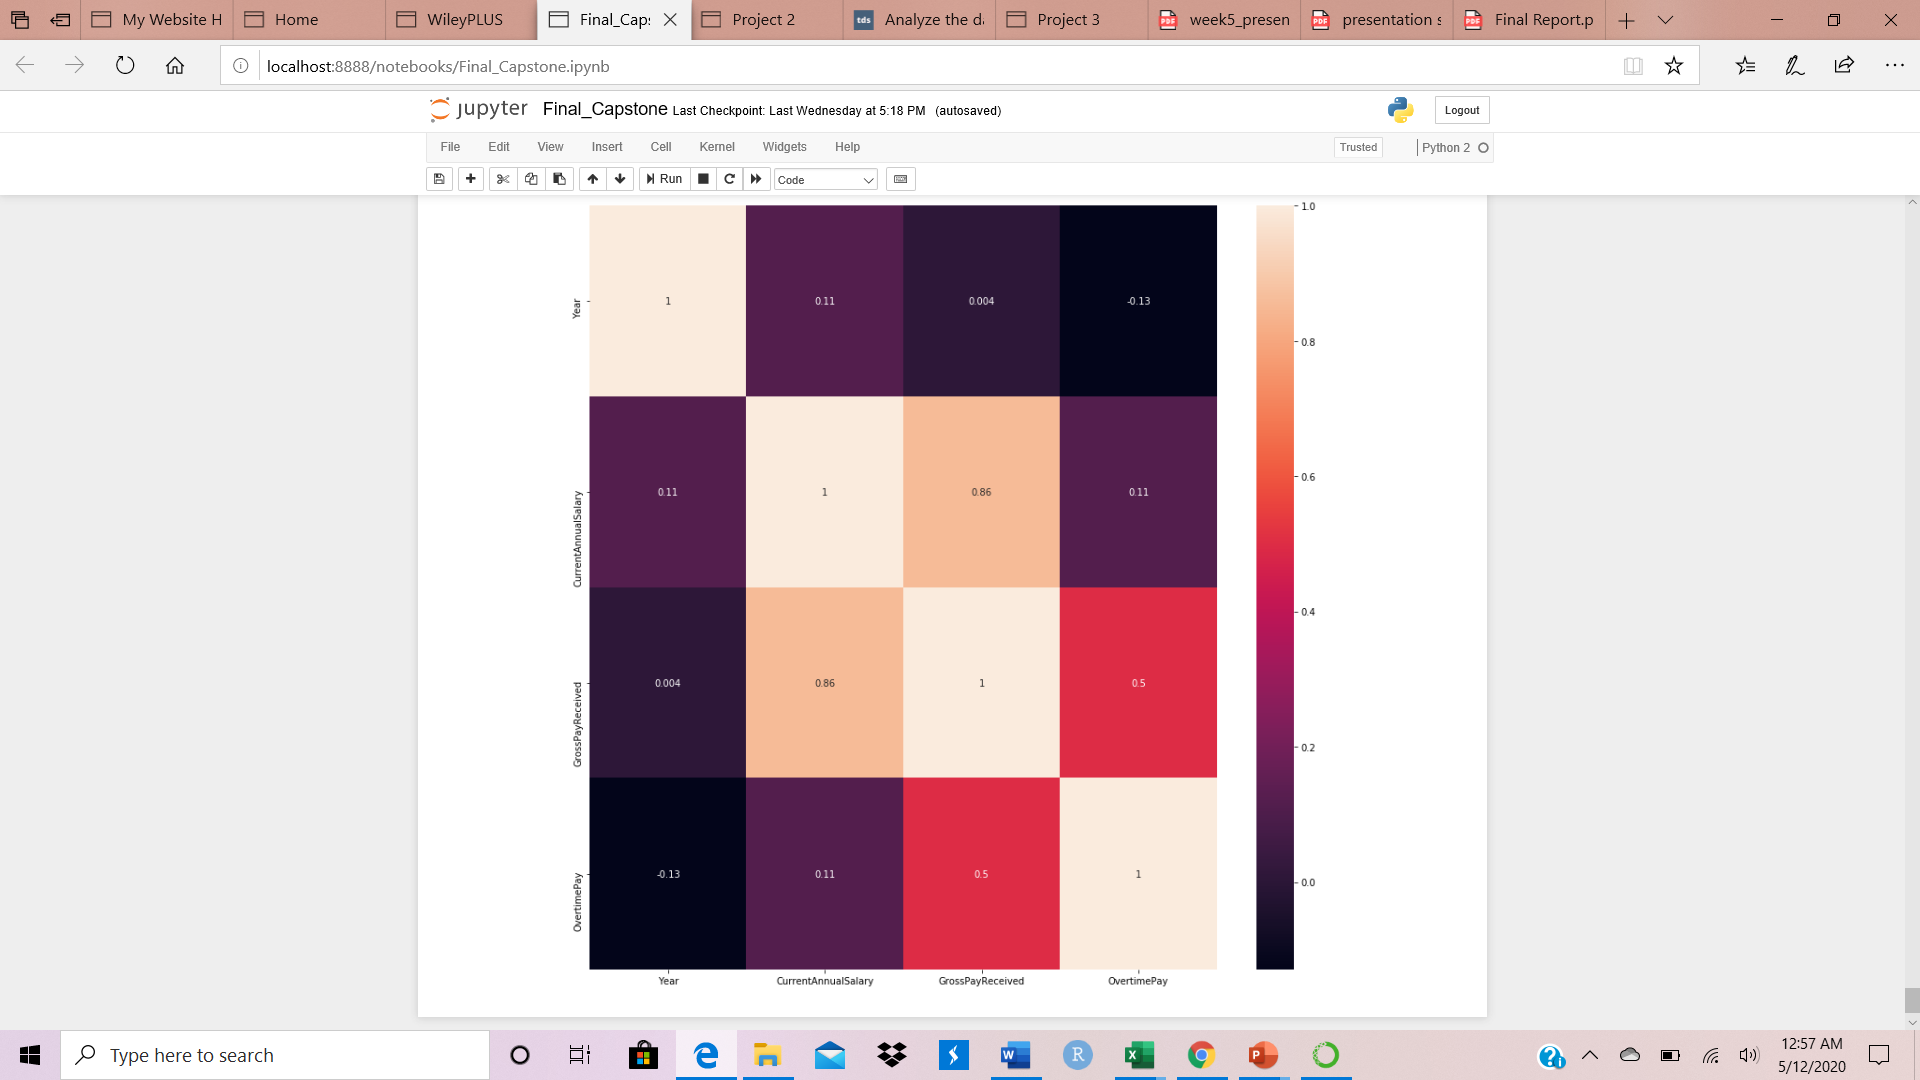 My Website H
Home
WileyPLUS
Final_Caps
Project 2
tds
Analyze the d
Project 3
PDF
week5_presen
PDF
presentation s
PDF
Final Report.p
localhost:8888/notebooks/Final_Capstone.ipynb
jupyter
Final_Capstone Last Checkpoint: Last Wednesday at 5:18 PM (autosaved)
Logout
File
Edit
View
Insert
Cell
Kernel
Widgets
Help
Trusted
Python 2
Run
Code
Year
1
0.11
0.004
-0.13
CurrentAnnualSalary
0.11
1
0.86
0.11
GrossPayReceived
0.004
0.86
1
0.5
OvertimePay
-0.13
0.11
0.5
1
Year
CurrentAnnualSalary
GrossPayReceived
OvertimePay
1.0
0.8
0.6
0.4
0.2
0.0
Type here to search
12:57 AM
5/12/2020